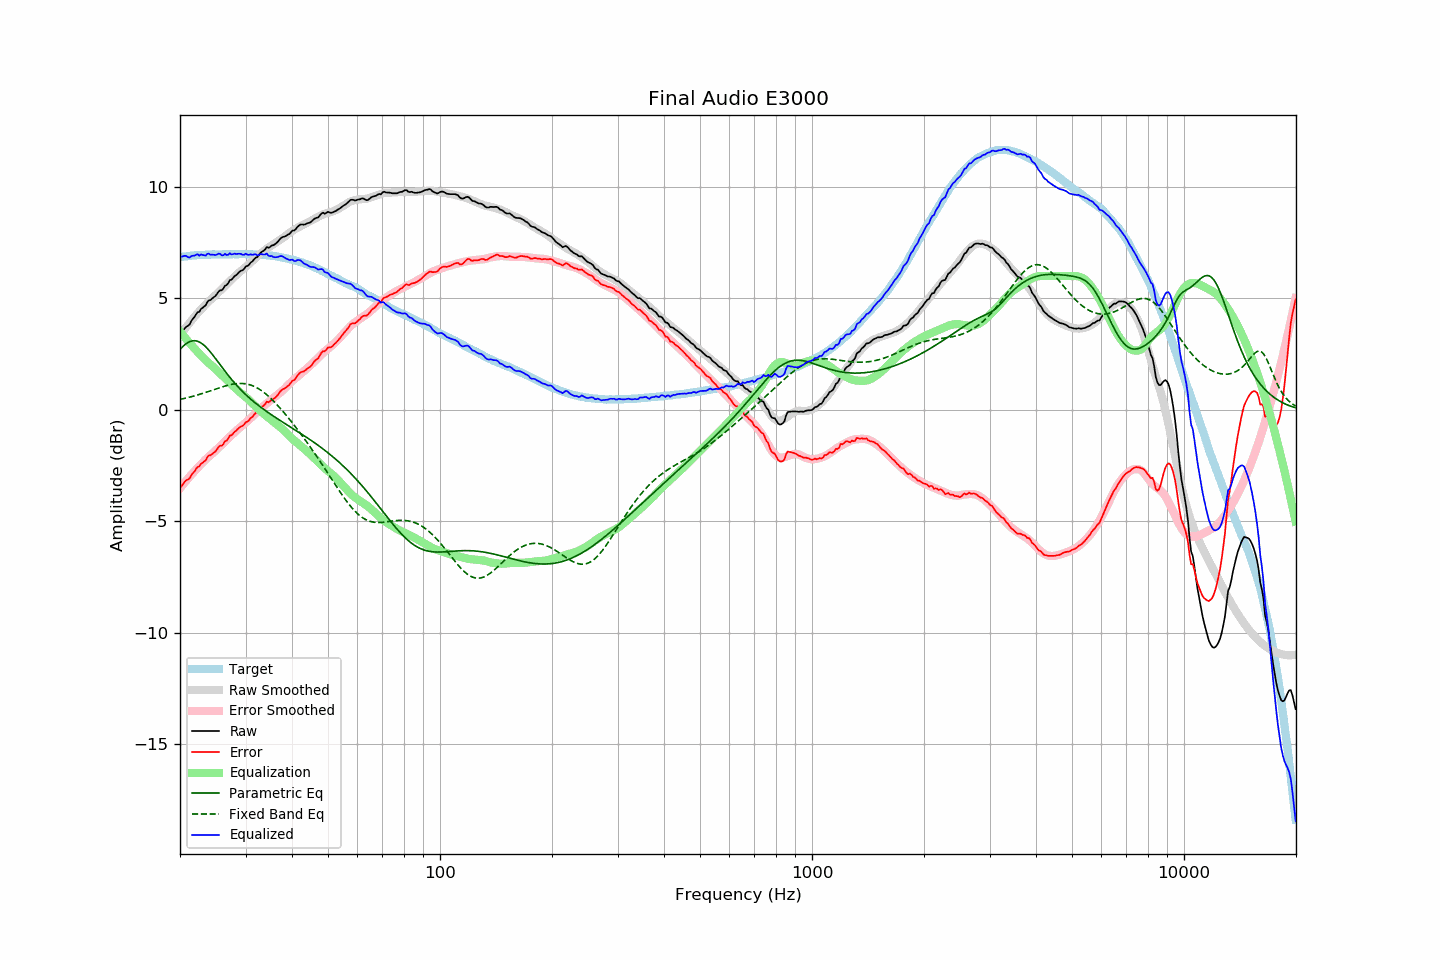 Final Audio E3000
Amplitude (dBr)
10
5
0
−5
−10
−15
Target
Raw Smoothed
Error Smoothed
Raw
Error
Equalization
Parametric Eq
Fixed Band Eq
Equalized
100
1000
10000
Frequency (Hz)